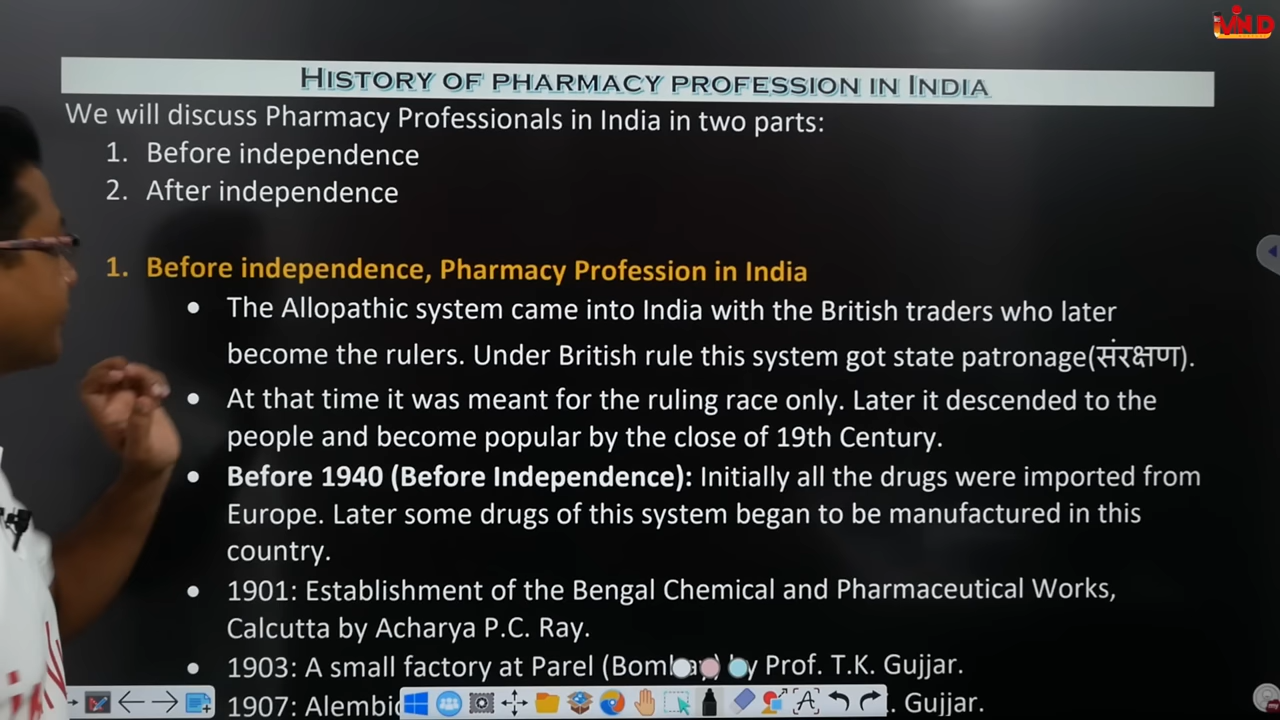 HISTORY OF PHARMACY PROFESSION IN INDIA
We will discuss Pharmacy Professionals in India in two parts:
1. Before independence
2. After independence
1. Before independence, Pharmacy Profession in India
• The Allopathic system came into India with the British traders who later
become the rulers. Under British rule this system got state patronage(संरक्षण).
• At that time it was meant for the ruling race only. Later it descended to the
people and become popular by the close of 19th Century.
• Before 1940 (Before Independence): Initially all the drugs were imported from
Europe. Later some drugs of this system began to be manufactured in this
country.
• 1901: Establishment of the Bengal Chemical and Pharmaceutical Works,
Calcutta by Acharya P.C. Ray.
• 1903: A small factory at Parel (Bombay) by Prof. T.K. Gujjar.
1907: Gujjar.